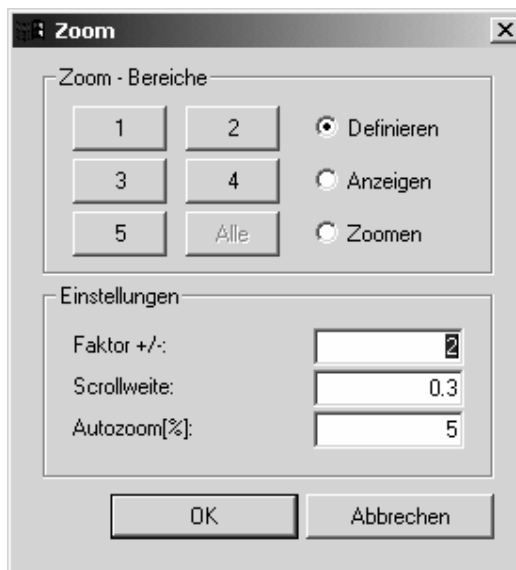 Zoom
Zoom - Bereiche
1 2 Definieren
3 4 Anzeigen
5 Alle Zoomen
Einstellungen
Faktor +/-: 2
Scrollweite: 0.3
Autozoom[%]: 5
OK Abbrechen